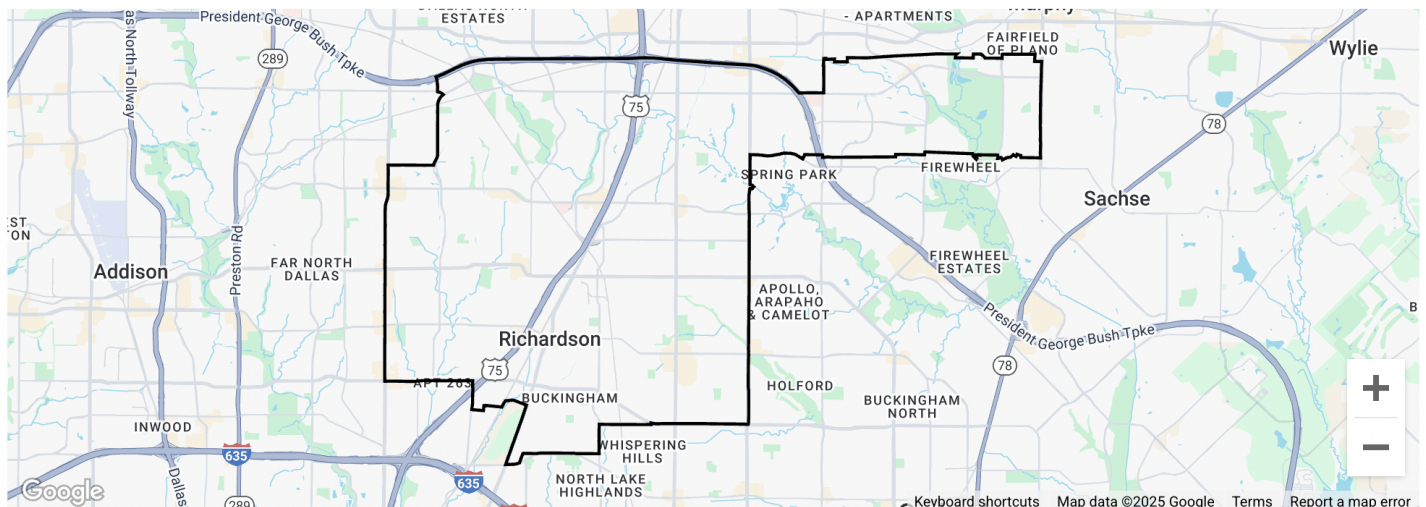 ESTATES
- APARTMENTS
President George Bush Tpke
289
FAIRFIELD
OF PLANO
Wylie
75
78
SPRING PARK
FIREWHEEL
Sachse
Preston Rd
FAR NORTH
DALLAS
Addison
FIREWHEEL
ESTATES
APOLLO,
ARAPAHO
& CAMELOT
President George Bush Tpke
Richardson
75
78
APT 263
BUCKINGHAM
HOLFORD
BUCKINGHAM
NORTH
INWOOD
635
WHISPERING
HILLS
635
NORTH LAKE
HIGHLANDS
Dallas
Google
289
Keyboard shortcuts
Map data ©2025 Google
Terms
Report a map error